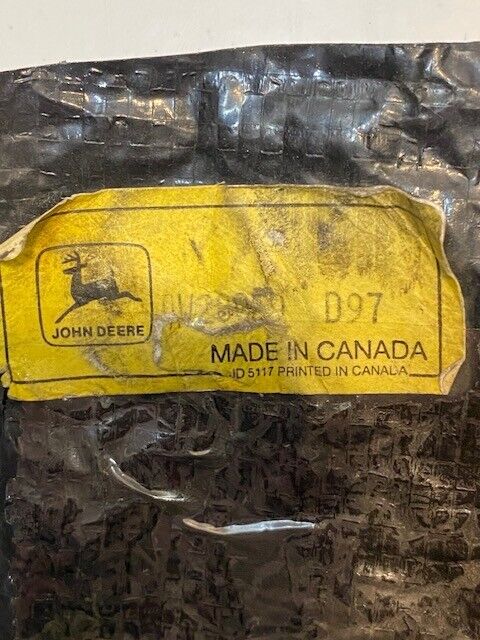 D97
JOHN DEERE
MADE IN CANADA
ID 5117 PRINTED IN CANADA